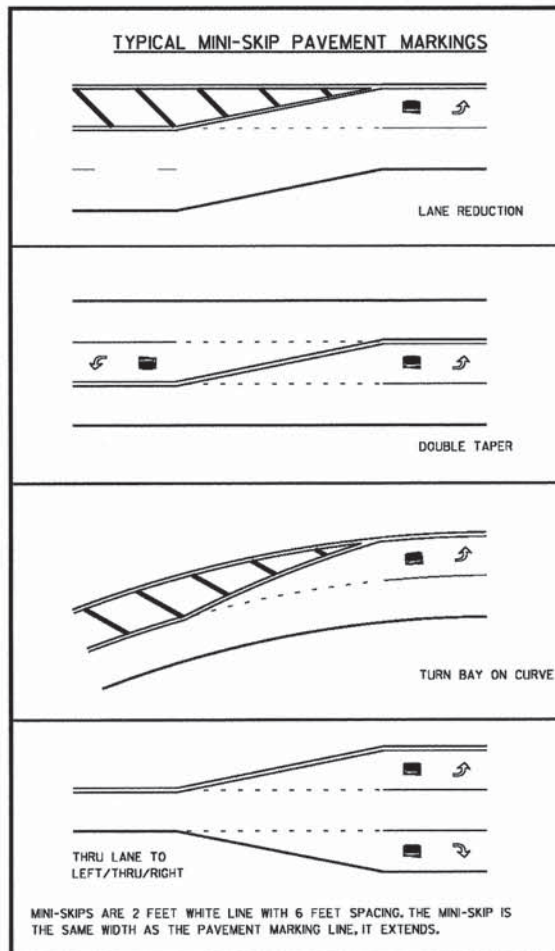 TYPICAL MINI-SKIP PAVEMENT MARKINGS
LANE REDUCTION
DOUBLE TAPER
TURN BAY ON CURVE
THRU LANE TO
LEFT/THRU/RIGHT
MINI-SKIPS ARE 2 FEET WHITE LINE WITH 6 FEET SPACING. THE MINI-SKIP IS
THE SAME WIDTH AS THE PAVEMENT MARKING LINE, IT EXTENDS.